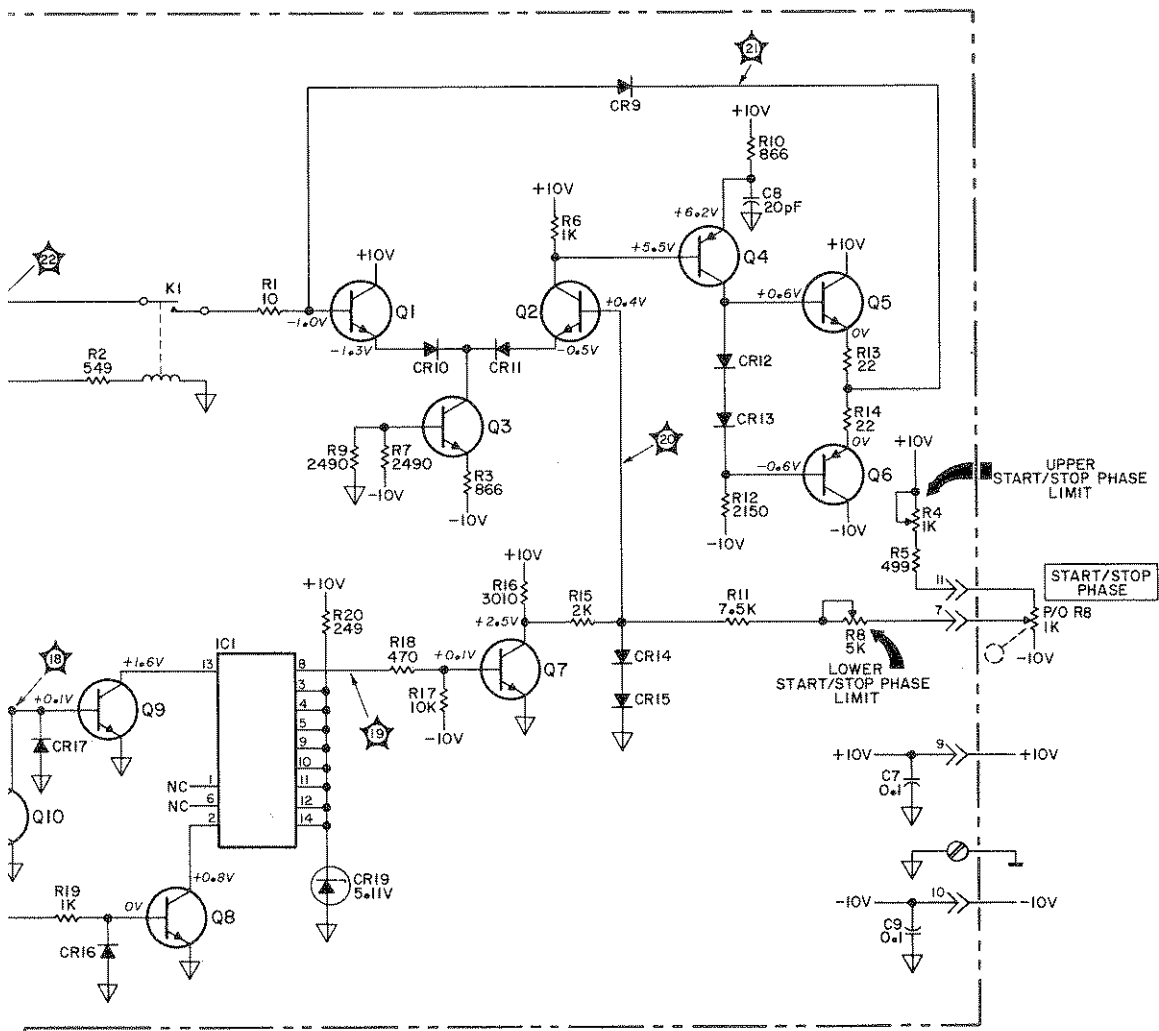 21
CR9
+10V
R10
866
C8
20pF
+6.2V
+10V
R6
1K
+5.5V
Q4
+10V
22
K1
+10V
R1
10
-1.0V
Q1
-1.3V
Q2
+0.4V
-0.5V
CR10
CR11
+0.6V
Q5
0V
R13
22
CR12
R2
549
Q3
R9
2490
R7
2490
-10V
R3
866
-10V
CR13
R14
22
0V
-0.6V
Q6
R12
2150
-10V
-10V
20
+10V
UPPER
START/STOP PHASE
LIMIT
R4
1K
R5
499
11
START/STOP
PHASE
+10V
R16
3010
+2.5V
R15
2K
R11
7.5K
R8
5K
7
P/O R8
1K
-10V
LOWER
START/STOP PHASE
LIMIT
+10V
R20
249
IC1
18
+1.6V
13
8
R18
470
+0.1V
Q7
R17
10K
-10V
19
CR14
CR15
+0.1V
Q9
CR17
3
4
5
9
10
11
12
14
NC 1
NC 6
2
Q10
+10V
9
+10V
C7
0.1
CR19
5.11V
+0.8V
R19
1K
0V
Q8
CR16
-10V
10
-10V
C9
0.1